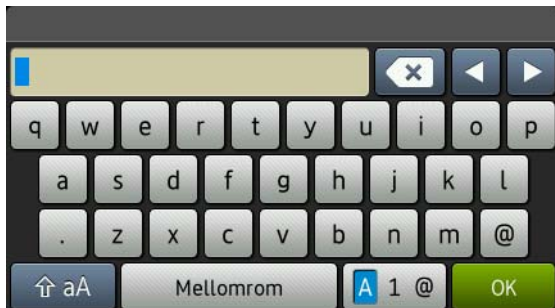 q w e r t y u i o p
a s d f g h j k l
. z x c v b n m @
aA Mellomrom A 1 @ OK